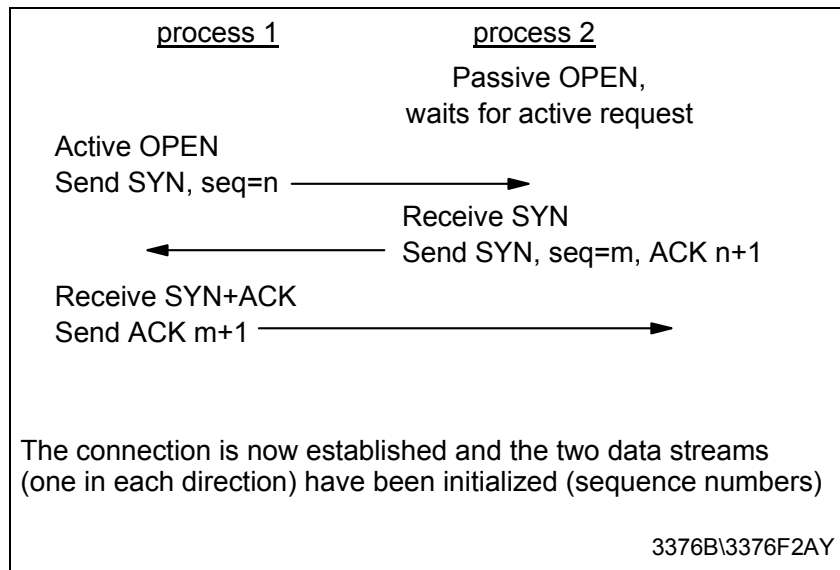 process 1 process 2
Passive OPEN,
waits for active request
Active OPEN
Send SYN, seq=n
Receive SYN
Send SYN, seq=m, ACK n+1
Receive SYN+ACK
Send ACK m+1
The connection is now established and the two data streams
(one in each direction) have been initialized (sequence numbers)
3376B\3376F2AY